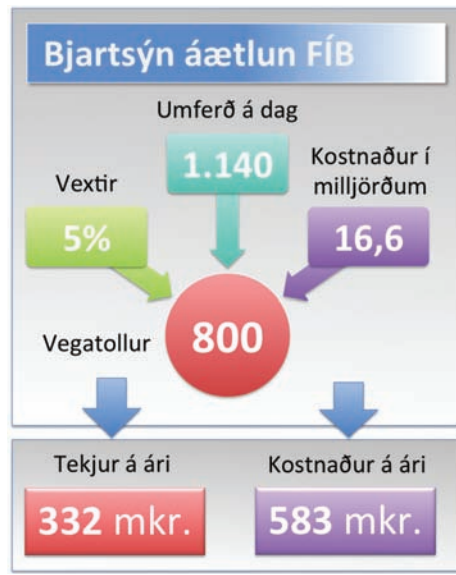 Bjartsýn áætlun FÍB
Umferð á dag
1.140
Vextir
5%
Kostnaður í
milljörðum
16,6
Vegatollur
800
Tekjur á ári
332 mkr.
Kostnaður á ári
583 mkr.